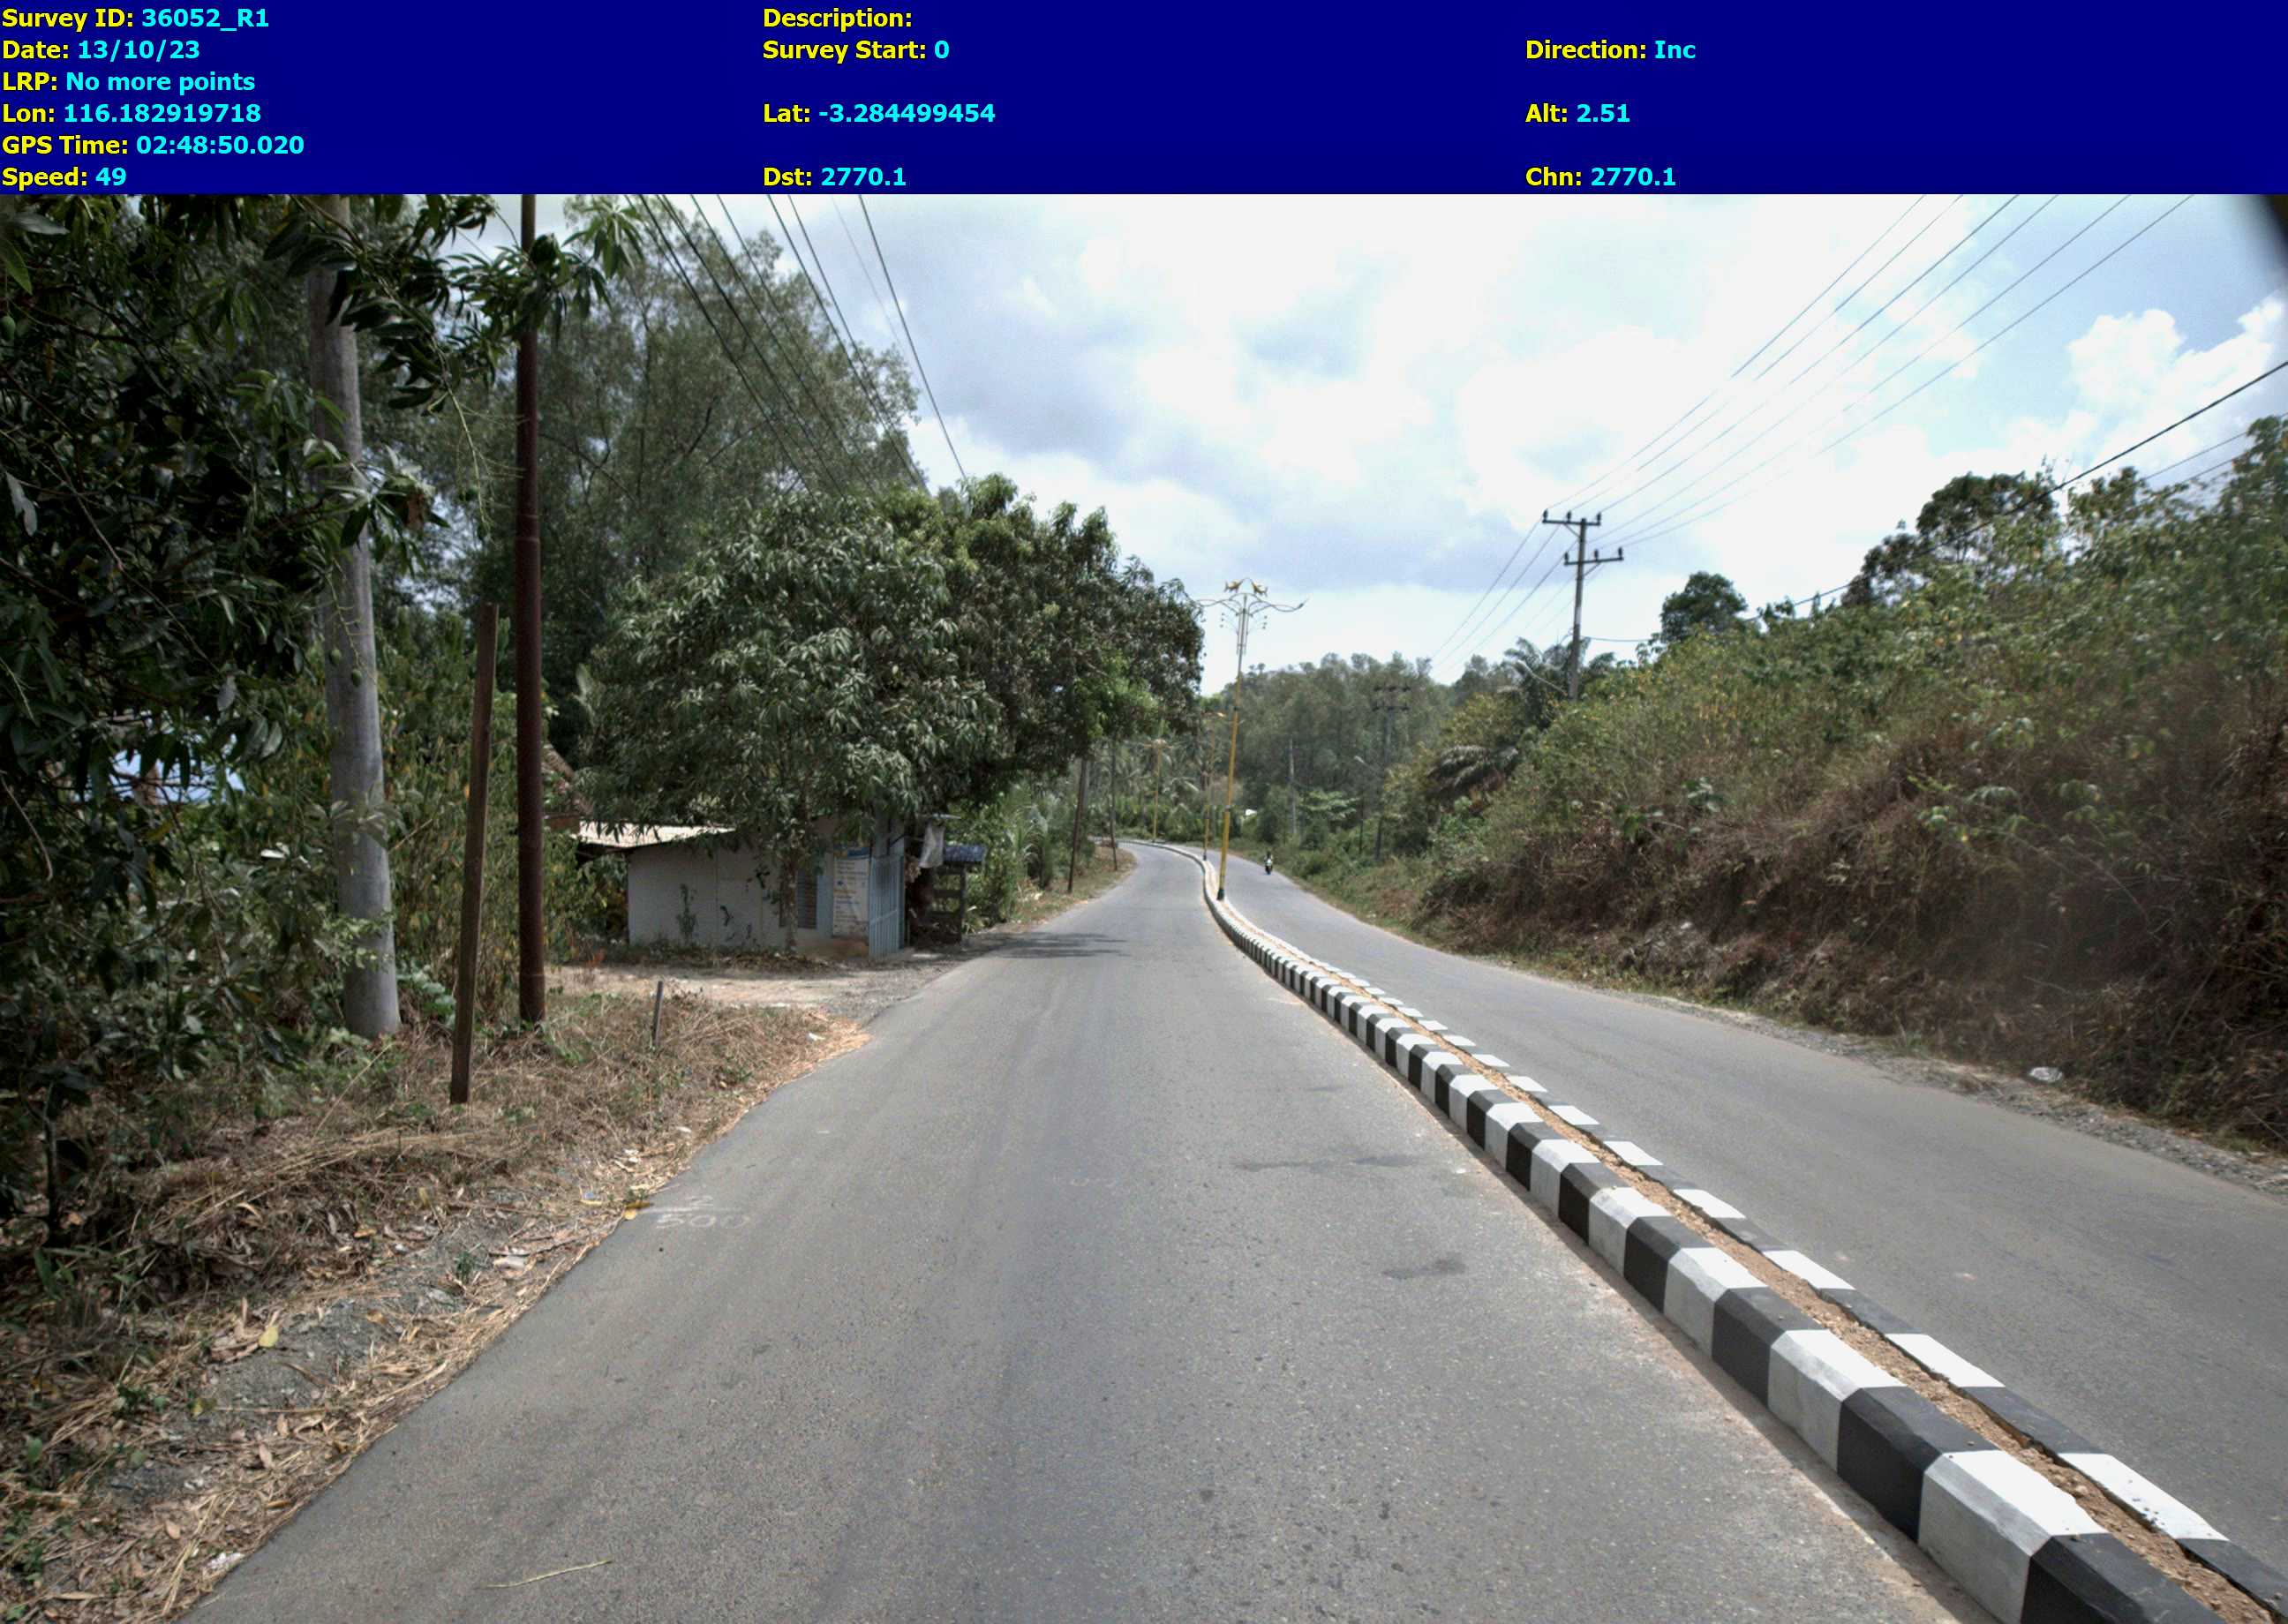 Survey ID: 36052_R1
Description:
Date: 13/10/23
Survey Start: 0
Direction: Inc
LRP: No more points
Lon: 116.182919718
Lat: -3.284499454
Alt: 2.51
GPS Time: 02:48:50.020
Speed: 49
Dst: 2770.1
Chn: 2770.1
500